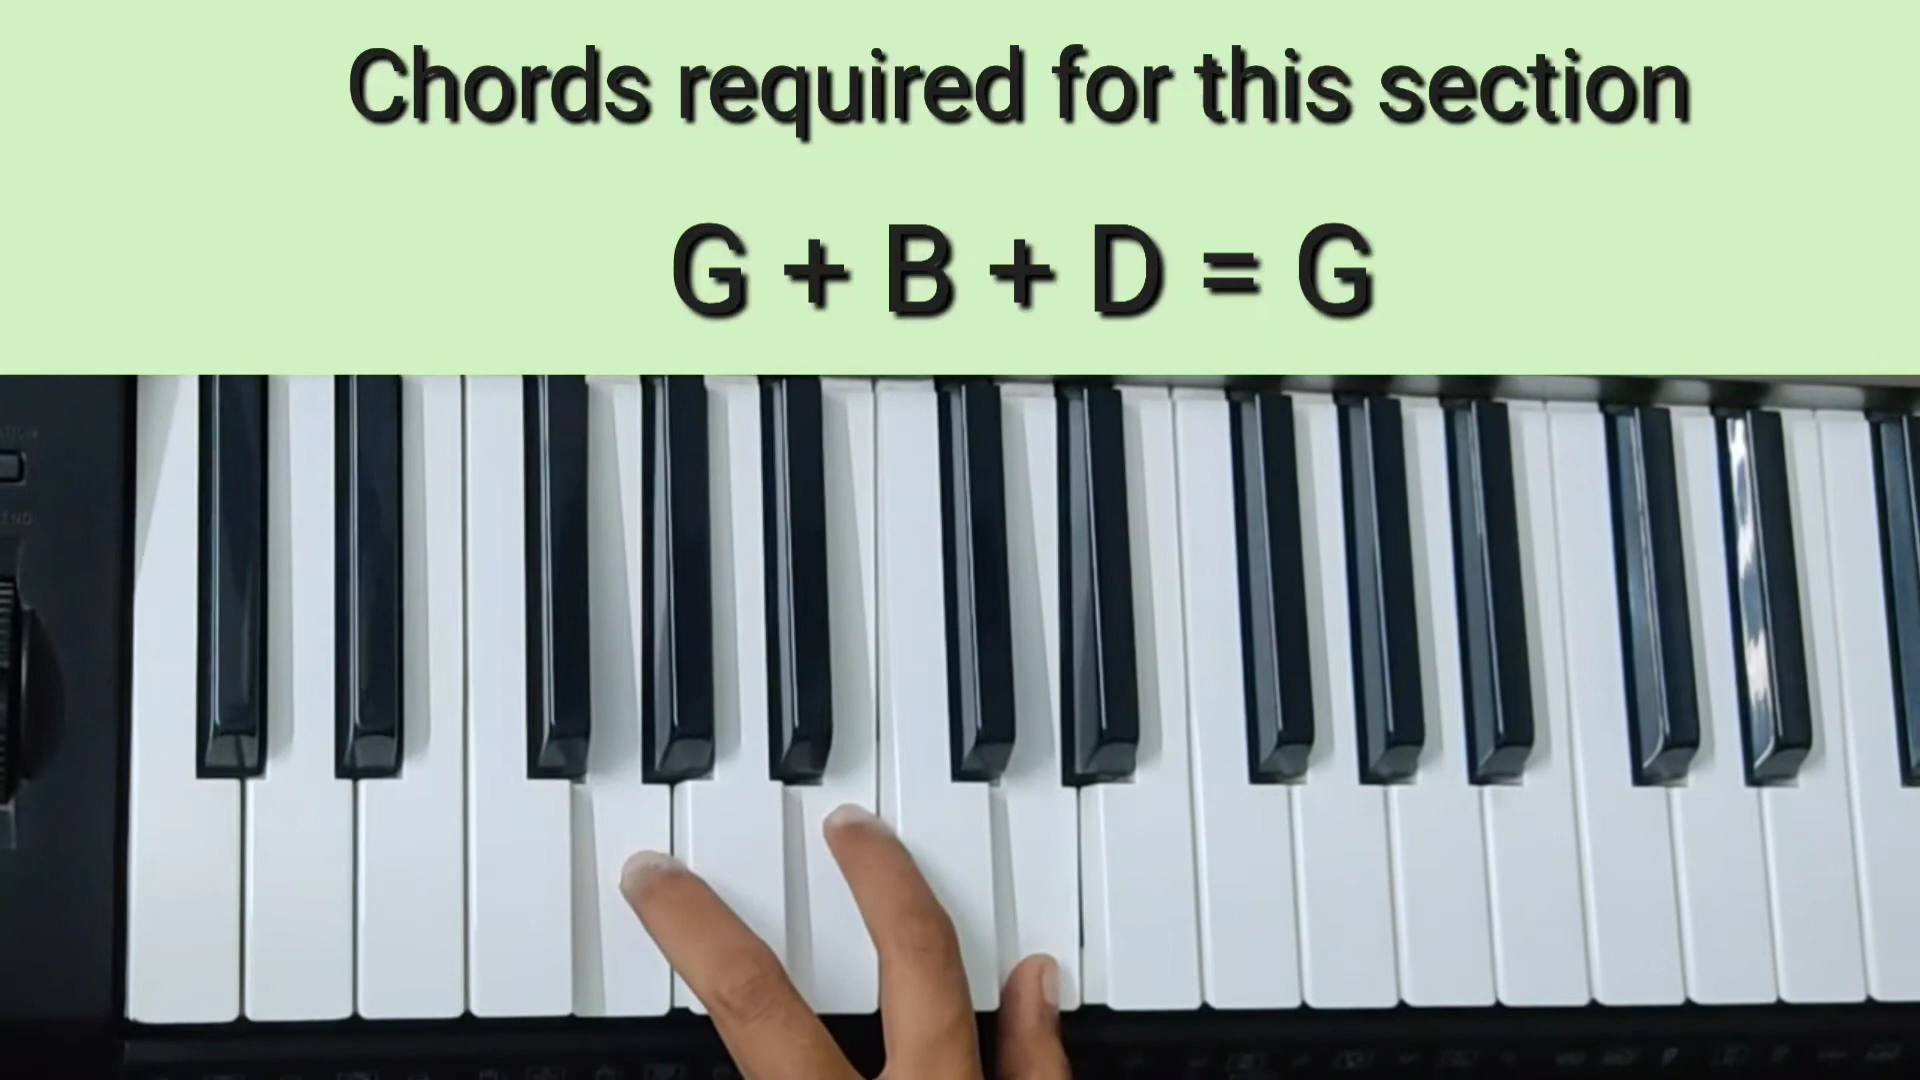 Chords required for this section
G + B + D = G